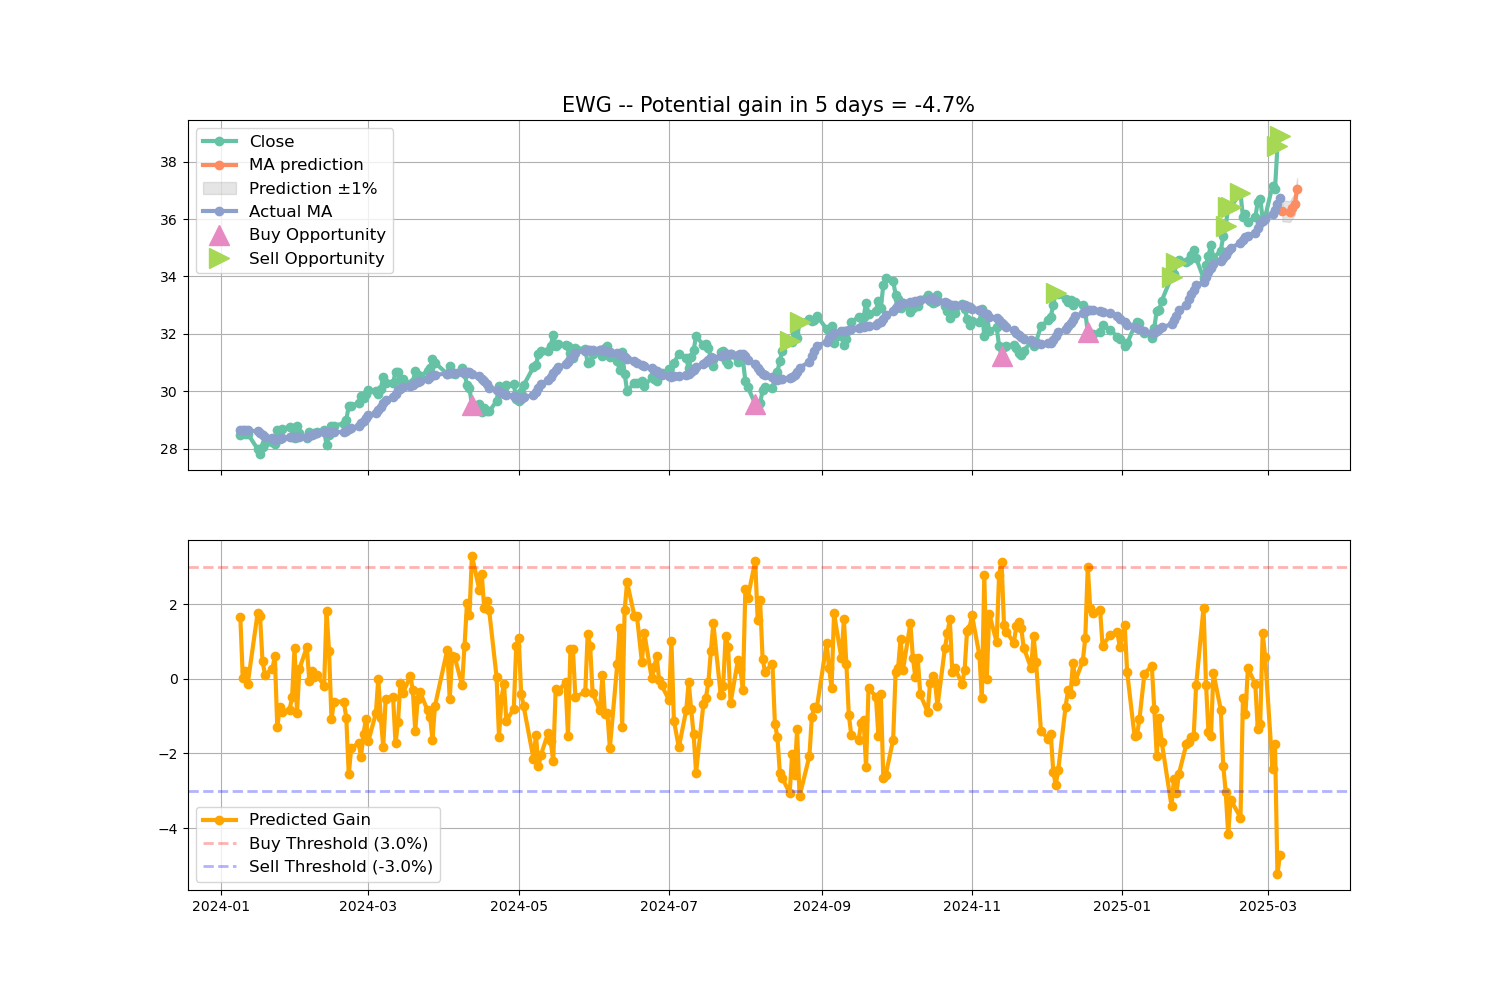 EWG -- Potential gain in 5 days = -4.7%
Close
MA prediction
Prediction ±1%
Actual MA
Buy Opportunity
Sell Opportunity
38
36
34
32
30
28
2
0
−2
−4
Predicted Gain
Buy Threshold (3.0%)
Sell Threshold (-3.0%)
2024-01 2024-03 2024-05 2024-07 2024-09 2024-11 2025-01 2025-03